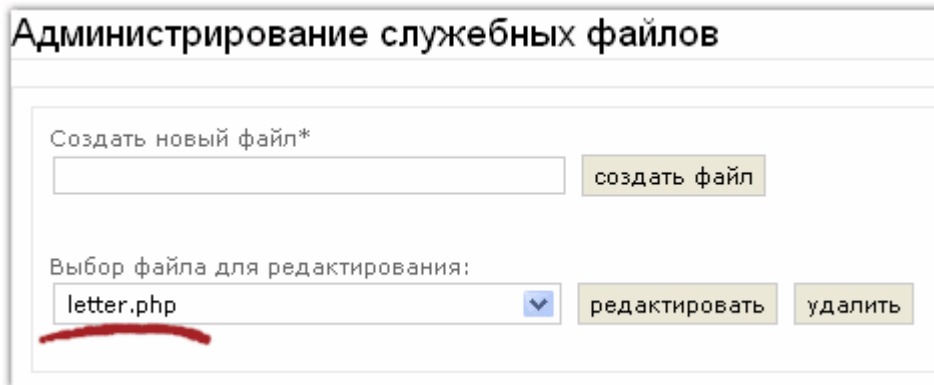 Администрирование служебных файлов
Создать новый файл*
создать файл
Выбор файла для редактирования:
letter.php редактировать удалить